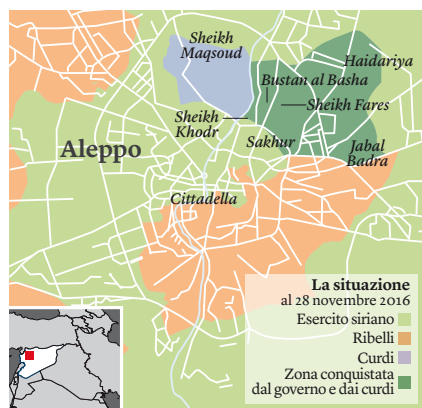 Sheikh
Maqsoud
Haidariya
Bustan al Basha
Sheikh Fares
Sheikh
Khodr
Sakhur
Jabal
Badra
Aleppo
Cittadella
La situazione
al 28 novembre 2016
Esercito siriano
Ribelli
Curdi
Zona conquistata
dal governo e dai curdi